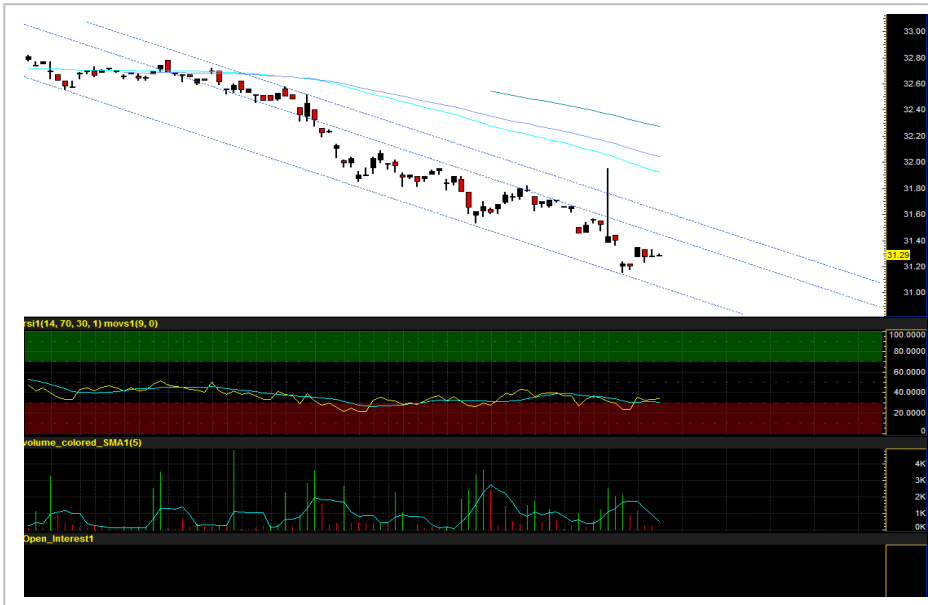 33.00
32.80
32.60
32.40
32.20
32.00
31.80
31.60
31.40
31.29
31.20
31.00
rsi1(14, 70, 30, 1) movs1(9, 0)
100.0000
80.0000
60.0000
40.0000
20.0000
0
volume_colored_SMA1(5)
4K
3K
2K
1K
0K
Open_Interest1